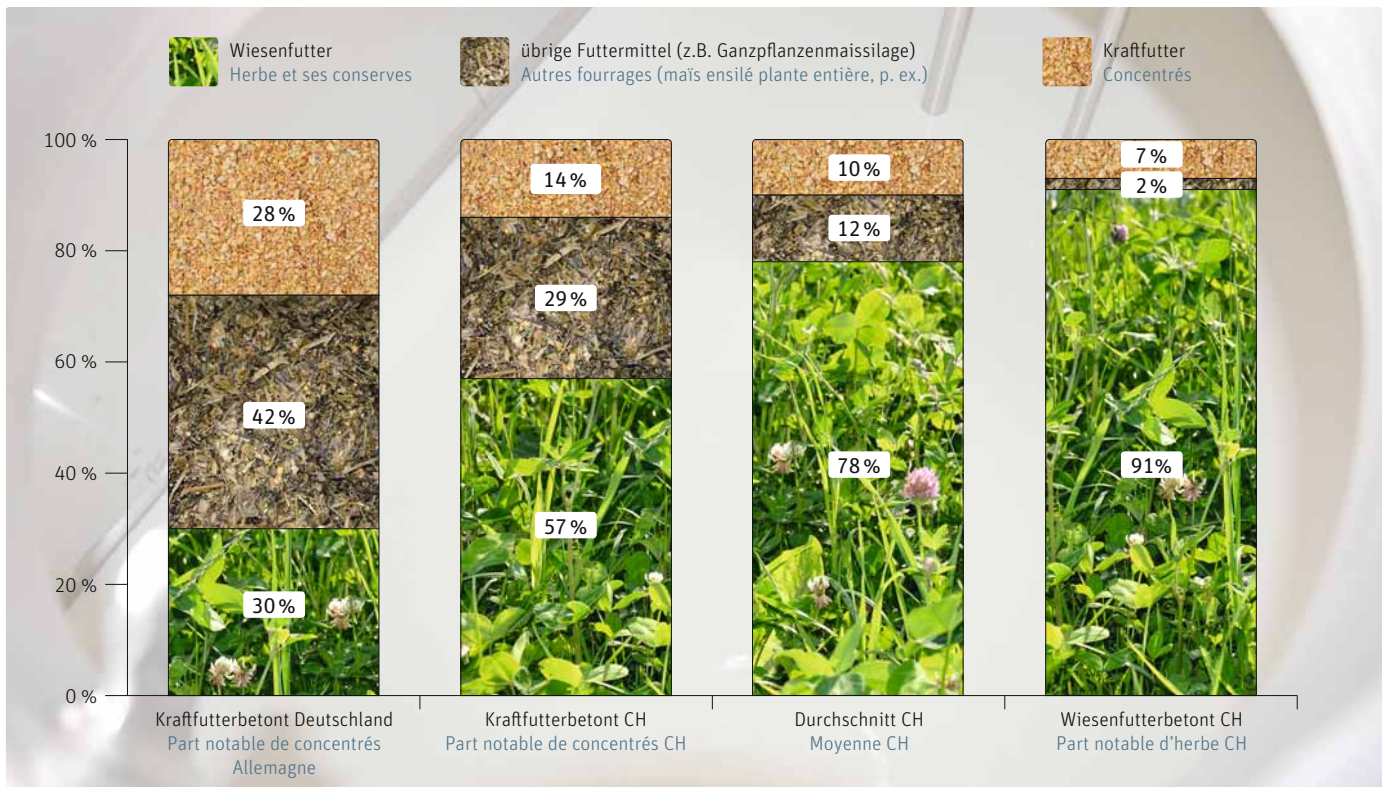 Wiesenfutter
Herbe et ses conserves
übrige Futtermittel (z.B. Ganzpflanzenmaissilage)
Autres fourrages (maïs ensilé plante entière, p. ex.)
Kraftfutter
Concentrés
100 %
80 %
60 %
40 %
20 %
0 %
28 %
42 %
30 %
14 %
29 %
57 %
10 %
12 %
78 %
7 %
2 %
91%
Kraftfutterbetont Deutschland
Part notable de concentrés
Allemagne
Kraftfutterbetont CH
Part notable de concentrés CH
Durchschnitt CH
Moyenne CH
Wiesenfutterbetont CH
Part notable d'herbe CH